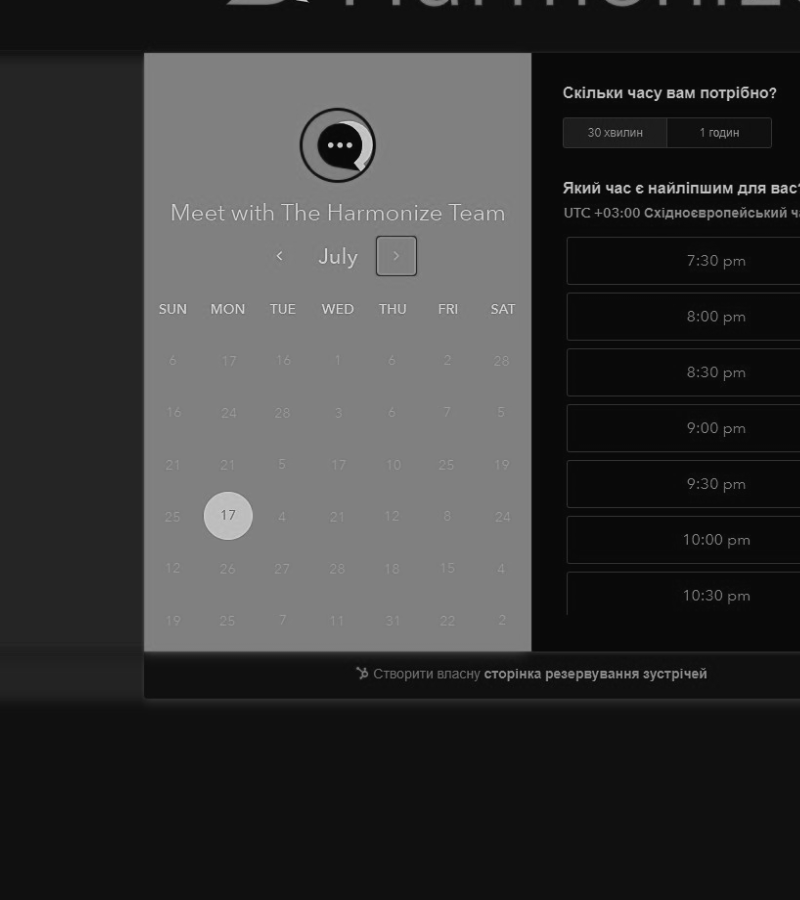 Meet with The Harmonize Team
July
SUN MON TUE WED THU FRI SAT
6 17 16 1 6 2 28
16 24 28 3 6 7 5
21 21 5 17 10 25 19
25 17 4 21 12 8 24
12 26 27 28 18 15 4
19 25 7 11 31 22 2
Скільки часу вам потрібно?
30 хвилин 1 годин
Який час є найліпшим для вас?
UTC +03:00 Східноєвропейський
7:30 pm
8:00 pm
8:30 pm
9:00 pm
9:30 pm
10:00 pm
10:30 pm
Створити власну сторінка резервування зустрічей